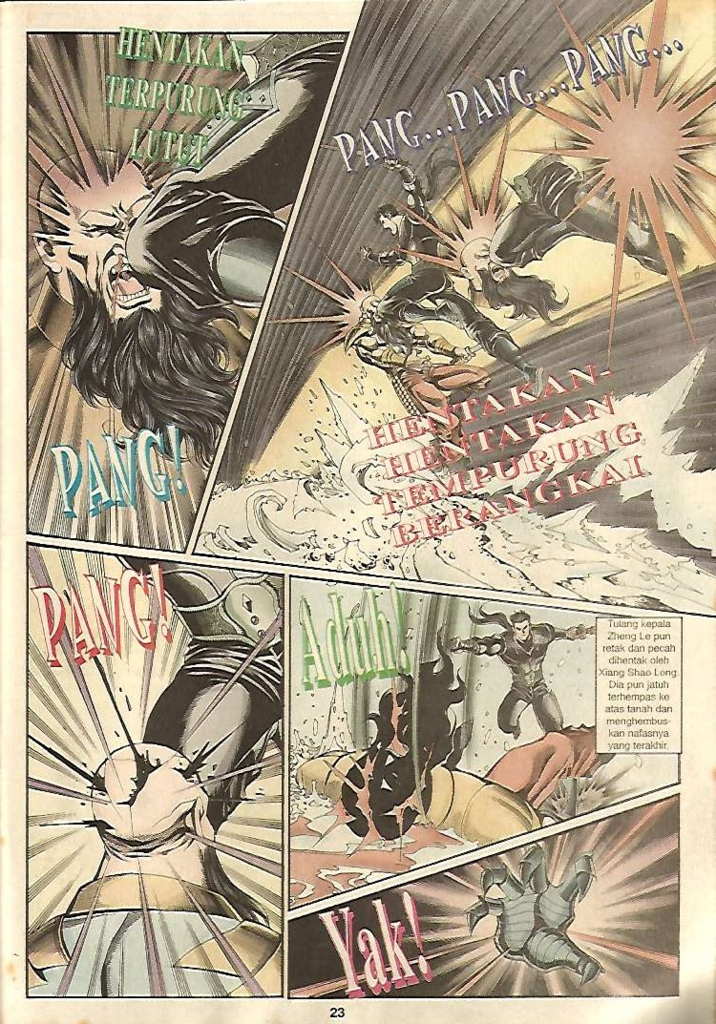 HENTAKAN
TERPURUNG
LUTUT
PANG!
PANG...PANG...PANG...
HENTAKAN-
HENTAKAN
TEMPURUNG
BERANGKAI
PANG!
Aduh!
Tulang kepala
Zheng Le pun
retak dan pecah
dihentak oleh
Xiang Shao Long.
Dia pun jatuh
terhempas ke
atas tanah dan
menghembus-
kan nafasnya
yang terakhir.
Yak!
23